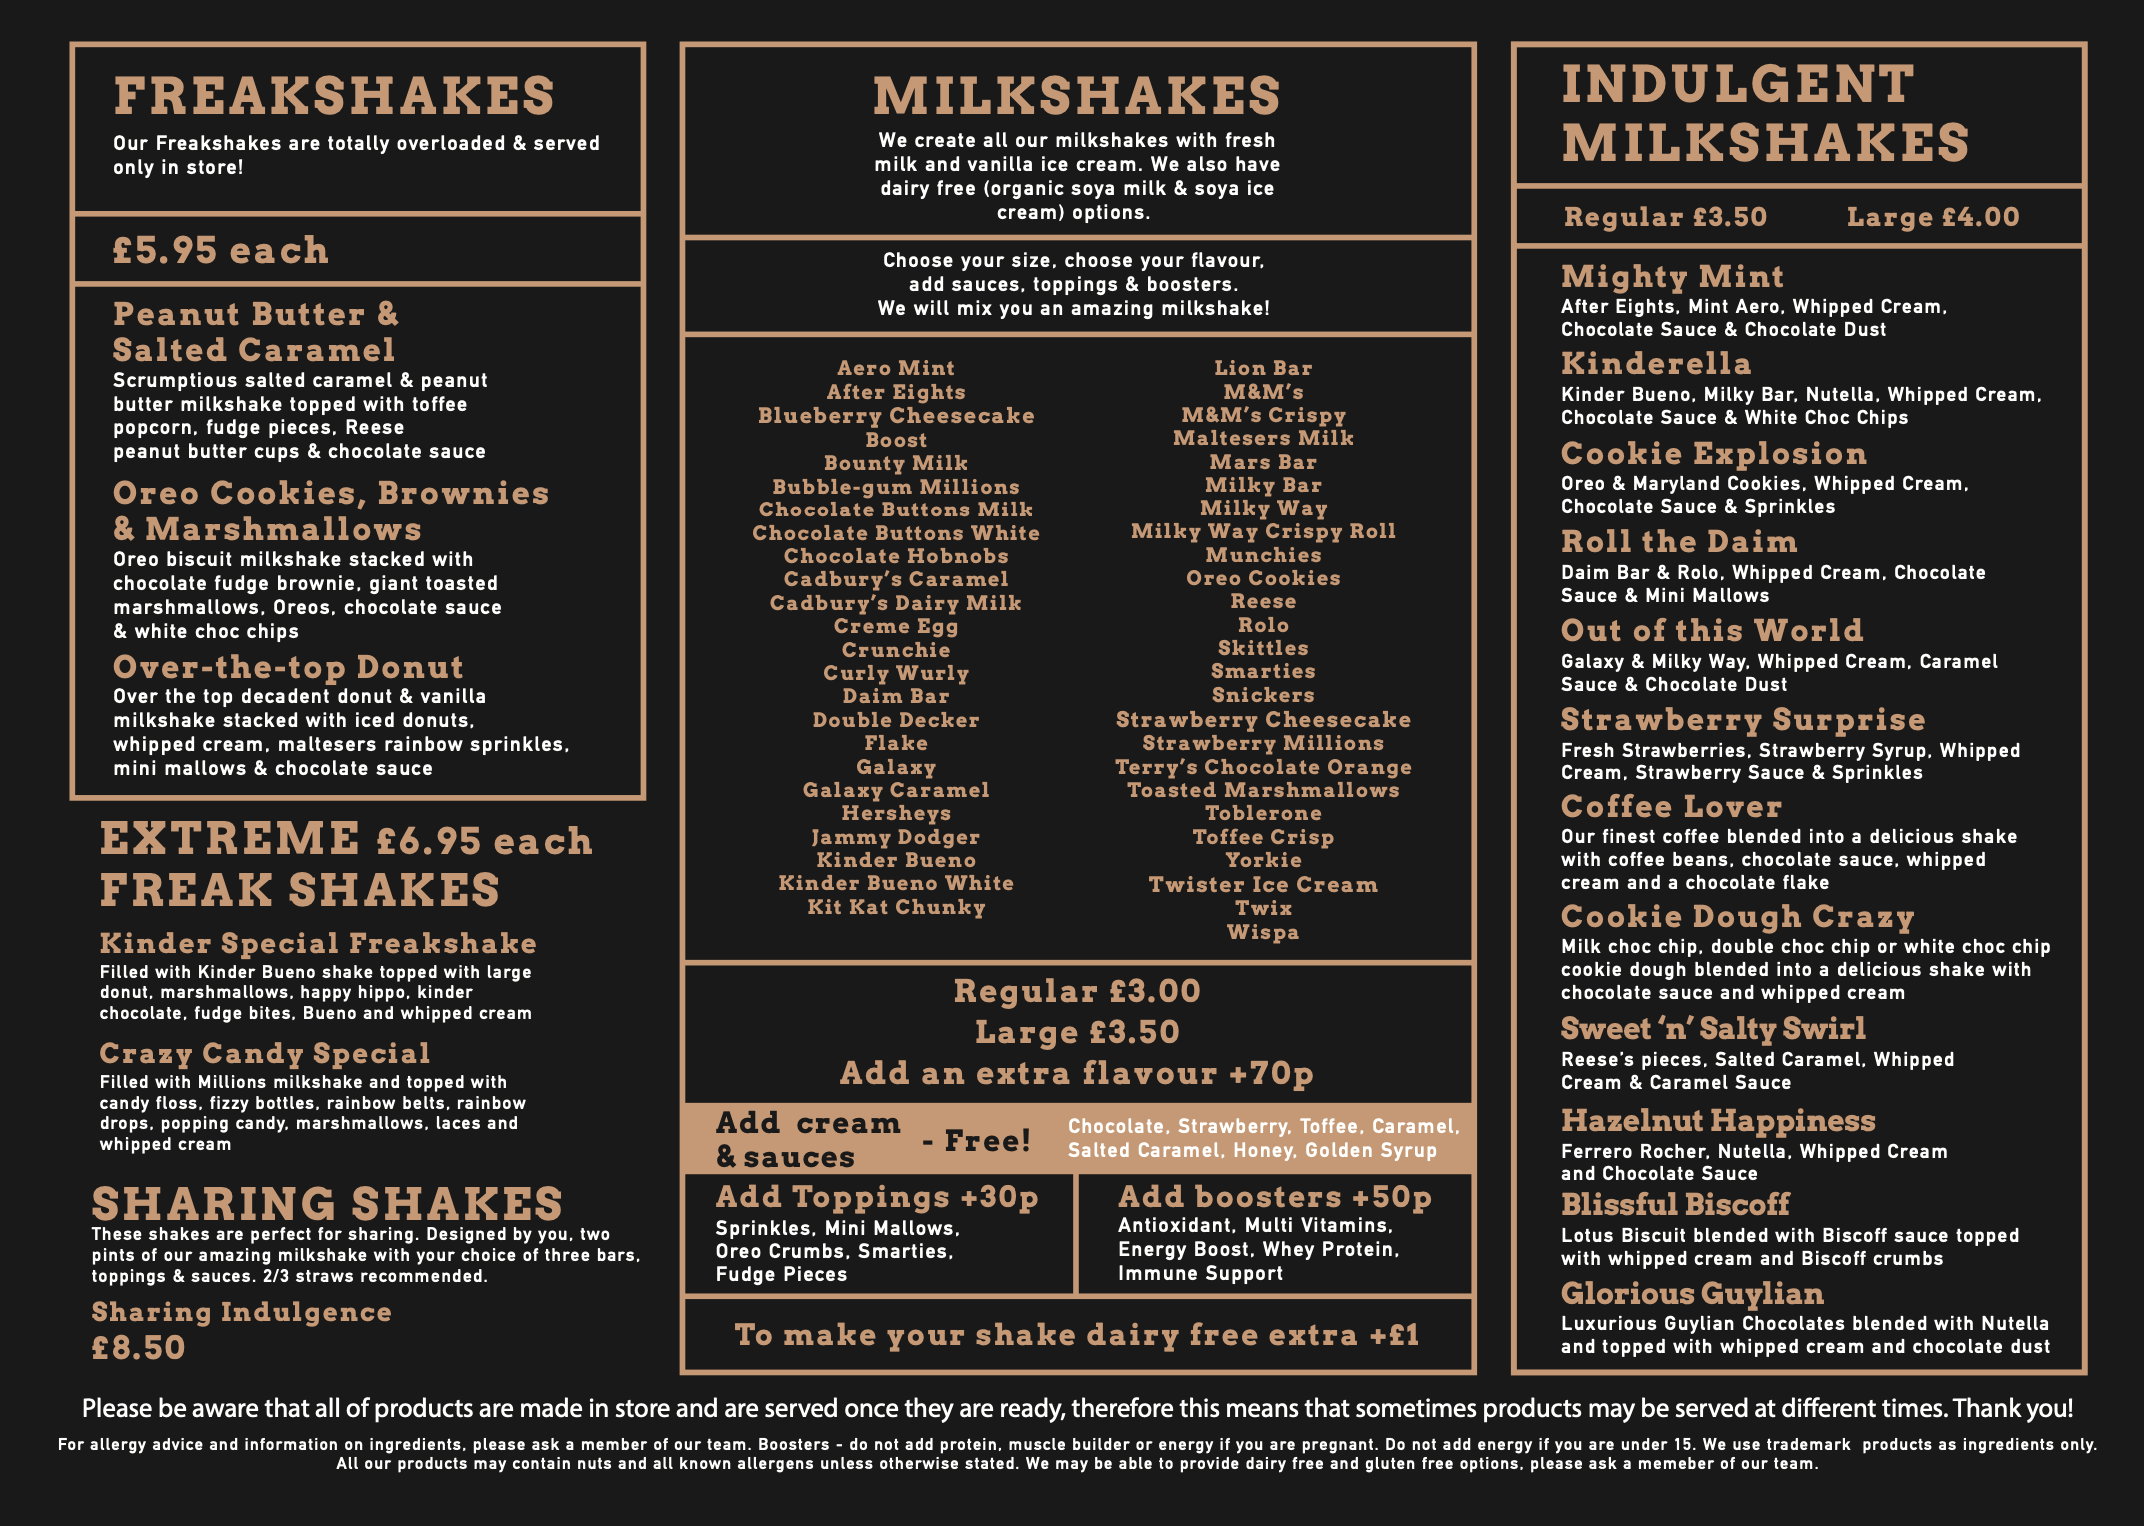 FREAKSHAKES
Our Freakshakes are totally overloaded & served
only in store!
£5.95 each
Peanut Butter &
Salted Caramel
Scrumptious salted caramel & peanut
butter milkshake topped with toffee
popcorn, fudge pieces, Reese
peanut butter cups & chocolate sauce
Oreo Cookies, Brownies
& Marshmallows
Oreo biscuit milkshake stacked with
chocolate fudge brownie, giant toasted
marshmallows, Oreos, chocolate sauce
& white choc chips
Over-the-top Donut
Over the top decadent donut & vanilla
milkshake stacked with iced donuts,
whipped cream, maltesers rainbow sprinkles,
mini mallows & chocolate sauce
EXTREME £6.95 each
FREAK SHAKES
Kinder Special Freakshake
Filled with Kinder Bueno shake topped with large
donut, marshmallows, happy hippo, kinder
chocolate, fudge bites, Bueno and whipped cream
Crazy Candy Special
Filled with Millions milkshake and topped with
candy floss, fizzy bottles, rainbow belts, rainbow
drops, popping candy, marshmallows, laces and
whipped cream
SHARING SHAKES
These shakes are perfect for sharing. Designed by you, two
pints of our amazing milkshake with your choice of three bars,
toppings & sauces. 2/3 straws recommended.
Sharing Indulgence
£8.50
MILKSHAKES
We create all our milkshakes with fresh
milk and vanilla ice cream. We also have
dairy free (organic soya milk & soya ice
cream) options.
Choose your size, choose your flavour,
add sauces, toppings & boosters.
We will mix you an amazing milkshake!
Aero Mint
After Eights
Blueberry Cheesecake
Boost
Bounty Milk
Bubble-gum Millions
Chocolate Buttons Milk
Chocolate Buttons White
Chocolate Hobnobs
Cadbury's Caramel
Cadbury's Dairy Milk
Creme Egg
Crunchie
Curly Wurly
Daim Bar
Double Decker
Flake
Galaxy
Galaxy Caramel
Hersheys
Jammy Dodger
Kinder Bueno
Kinder Bueno White
Kit Kat Chunky
Lion Bar
M&M's
M&M's Crispy
Maltesers Milk
Mars Bar
Milky Bar
Milky Way
Milky Way Crispy Roll
Munchies
Oreo Cookies
Reese
Rolo
Skittles
Smarties
Snickers
Strawberry Cheesecake
Strawberry Millions
Terry's Chocolate Orange
Toasted Marshmallows
Toblerone
Toffee Crisp
Yorkie
Twister Ice Cream
Twix
Wispa
Regular £3.00
Large £3.50
Add an extra flavour +70p
Add cream
& sauces
- Free!
Chocolate, Strawberry, Toffee, Caramel,
Salted Caramel, Honey, Golden Syrup
Add Toppings +30p
Sprinkles, Mini Mallows,
Oreo Crumbs, Smarties,
Fudge Pieces
Add boosters +50p
Antioxidant, Multi Vitamins,
Energy Boost, Whey Protein,
Immune Support
To make your shake dairy free extra +£1
INDULGENT
MILKSHAKES
Regular £3.50 Large £4.00
Mighty Mint
After Eights, Mint Aero, Whipped Cream,
Chocolate Sauce & Chocolate Dust
Kinderella
Kinder Bueno, Milky Bar, Nutella, Whipped Cream,
Chocolate Sauce & White Choc Chips
Cookie Explosion
Oreo & Maryland Cookies, Whipped Cream,
Chocolate Sauce & Sprinkles
Roll the Daim
Daim Bar & Rolo, Whipped Cream, Chocolate
Sauce & Mini Mallows
Out of this World
Galaxy & Milky Way, Whipped Cream, Caramel
Sauce & Chocolate Dust
Strawberry Surprise
Fresh Strawberries, Strawberry Syrup, Whipped
Cream, Strawberry Sauce & Sprinkles
Coffee Lover
Our finest coffee blended into a delicious shake
with coffee beans, chocolate sauce, whipped
cream and a chocolate flake
Cookie Dough Crazy
Milk choc chip, double choc chip or white choc chip
cookie dough blended into a delicious shake with
chocolate sauce and whipped cream
Sweet 'n' Salty Swirl
Reese's pieces, Salted Caramel, Whipped
Cream & Caramel Sauce
Hazelnut Happiness
Ferrero Rocher, Nutella, Whipped Cream
and Chocolate Sauce
Blissful Biscoff
Lotus Biscuit blended with Biscoff sauce topped
with whipped cream and Biscoff crumbs
Glorious Guylian
Luxurious Guylian Chocolates blended with Nutella
and topped with whipped cream and chocolate dust
Please be aware that all of products are made in store and are served once they are ready, therefore this means that sometimes products may be served at different times. Thank you!
For allergy advice and information on ingredients, please ask a member of our team. Boosters - do not add protein, muscle builder or energy if you are pregnant. Do not add energy if you are under 15. We use trademark products as ingredients only.
All our products may contain nuts and all known allergens unless otherwise stated. We may be able to provide dairy free and gluten free options, please ask a memeber of our team.